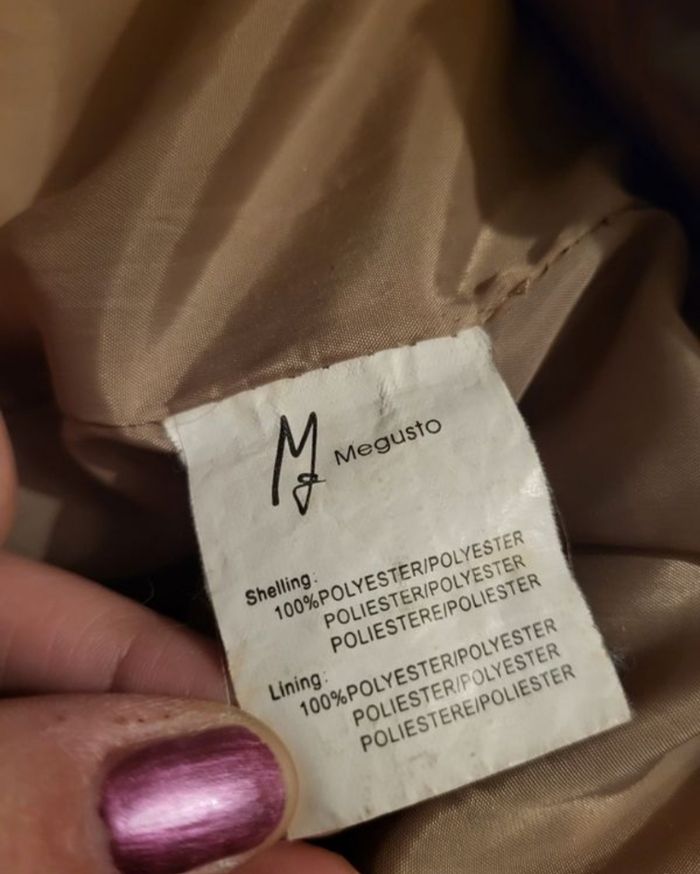 Mg Megusto
Shelling:
100%POLYESTER/POLYESTER
POLIESTER/POLYESTER
POLIESTERE/POLIESTER
Lining:
100%POLYESTER/POLYESTER
POLIESTER/POLYESTER
POLIESTERE/POLIESTER